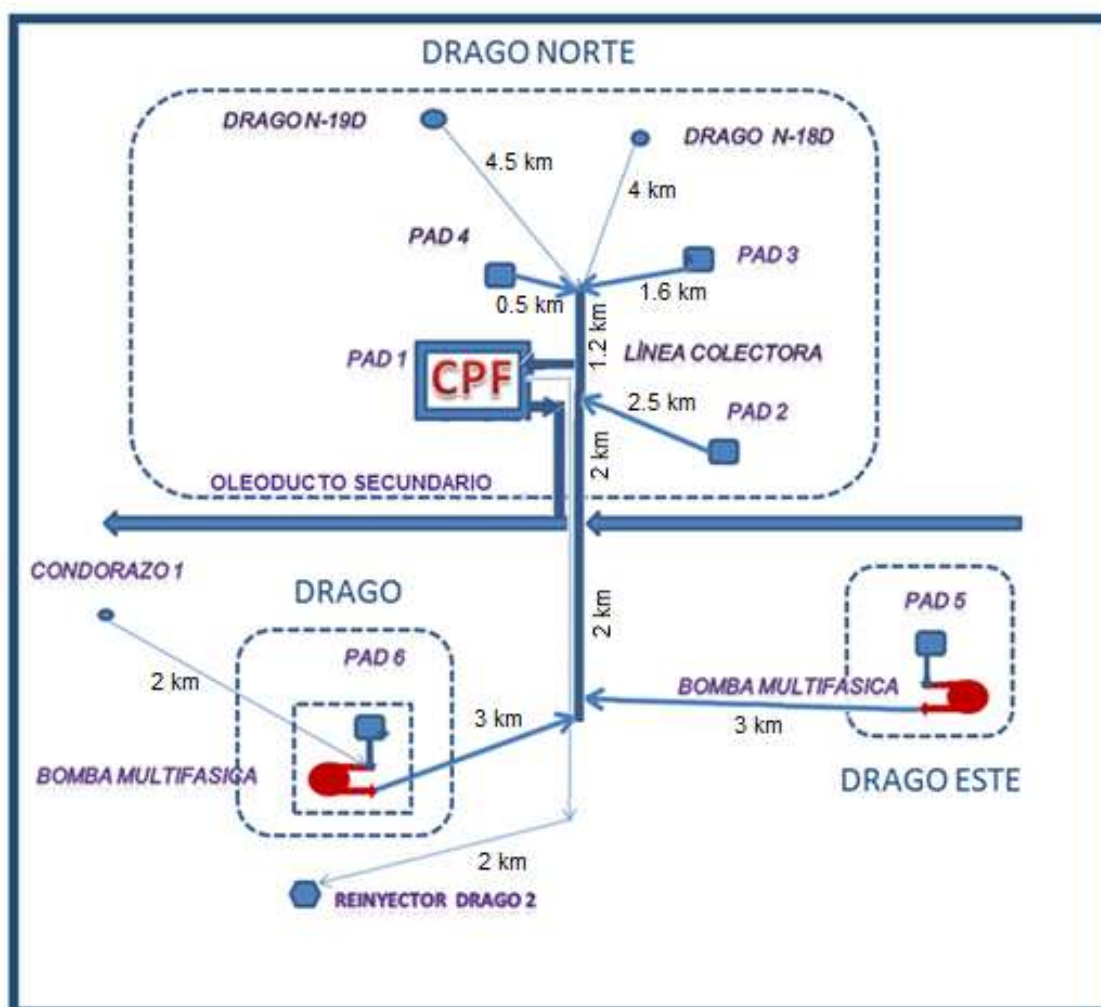 DRAGO NORTE
DRAGO N-19D
DRAGO N-18D
4.5 km
4 km
PAD 4
PAD 3
0.5 km
1.6 km
1.2 km
PAD 1
CPF
LÍNEA COLECTORA
2.5 km
PAD 2
2 km
OLEODUCTO SECUNDARIO
CONDORAZO 1
DRAGO
PAD 5
2 km
PAD 6
2 km
BOMBA MULTIFASICA
3 km
3 km
BOMBA MULTIFASICA
DRAGO ESTE
2 km
REINYECTOR DRAGO 2